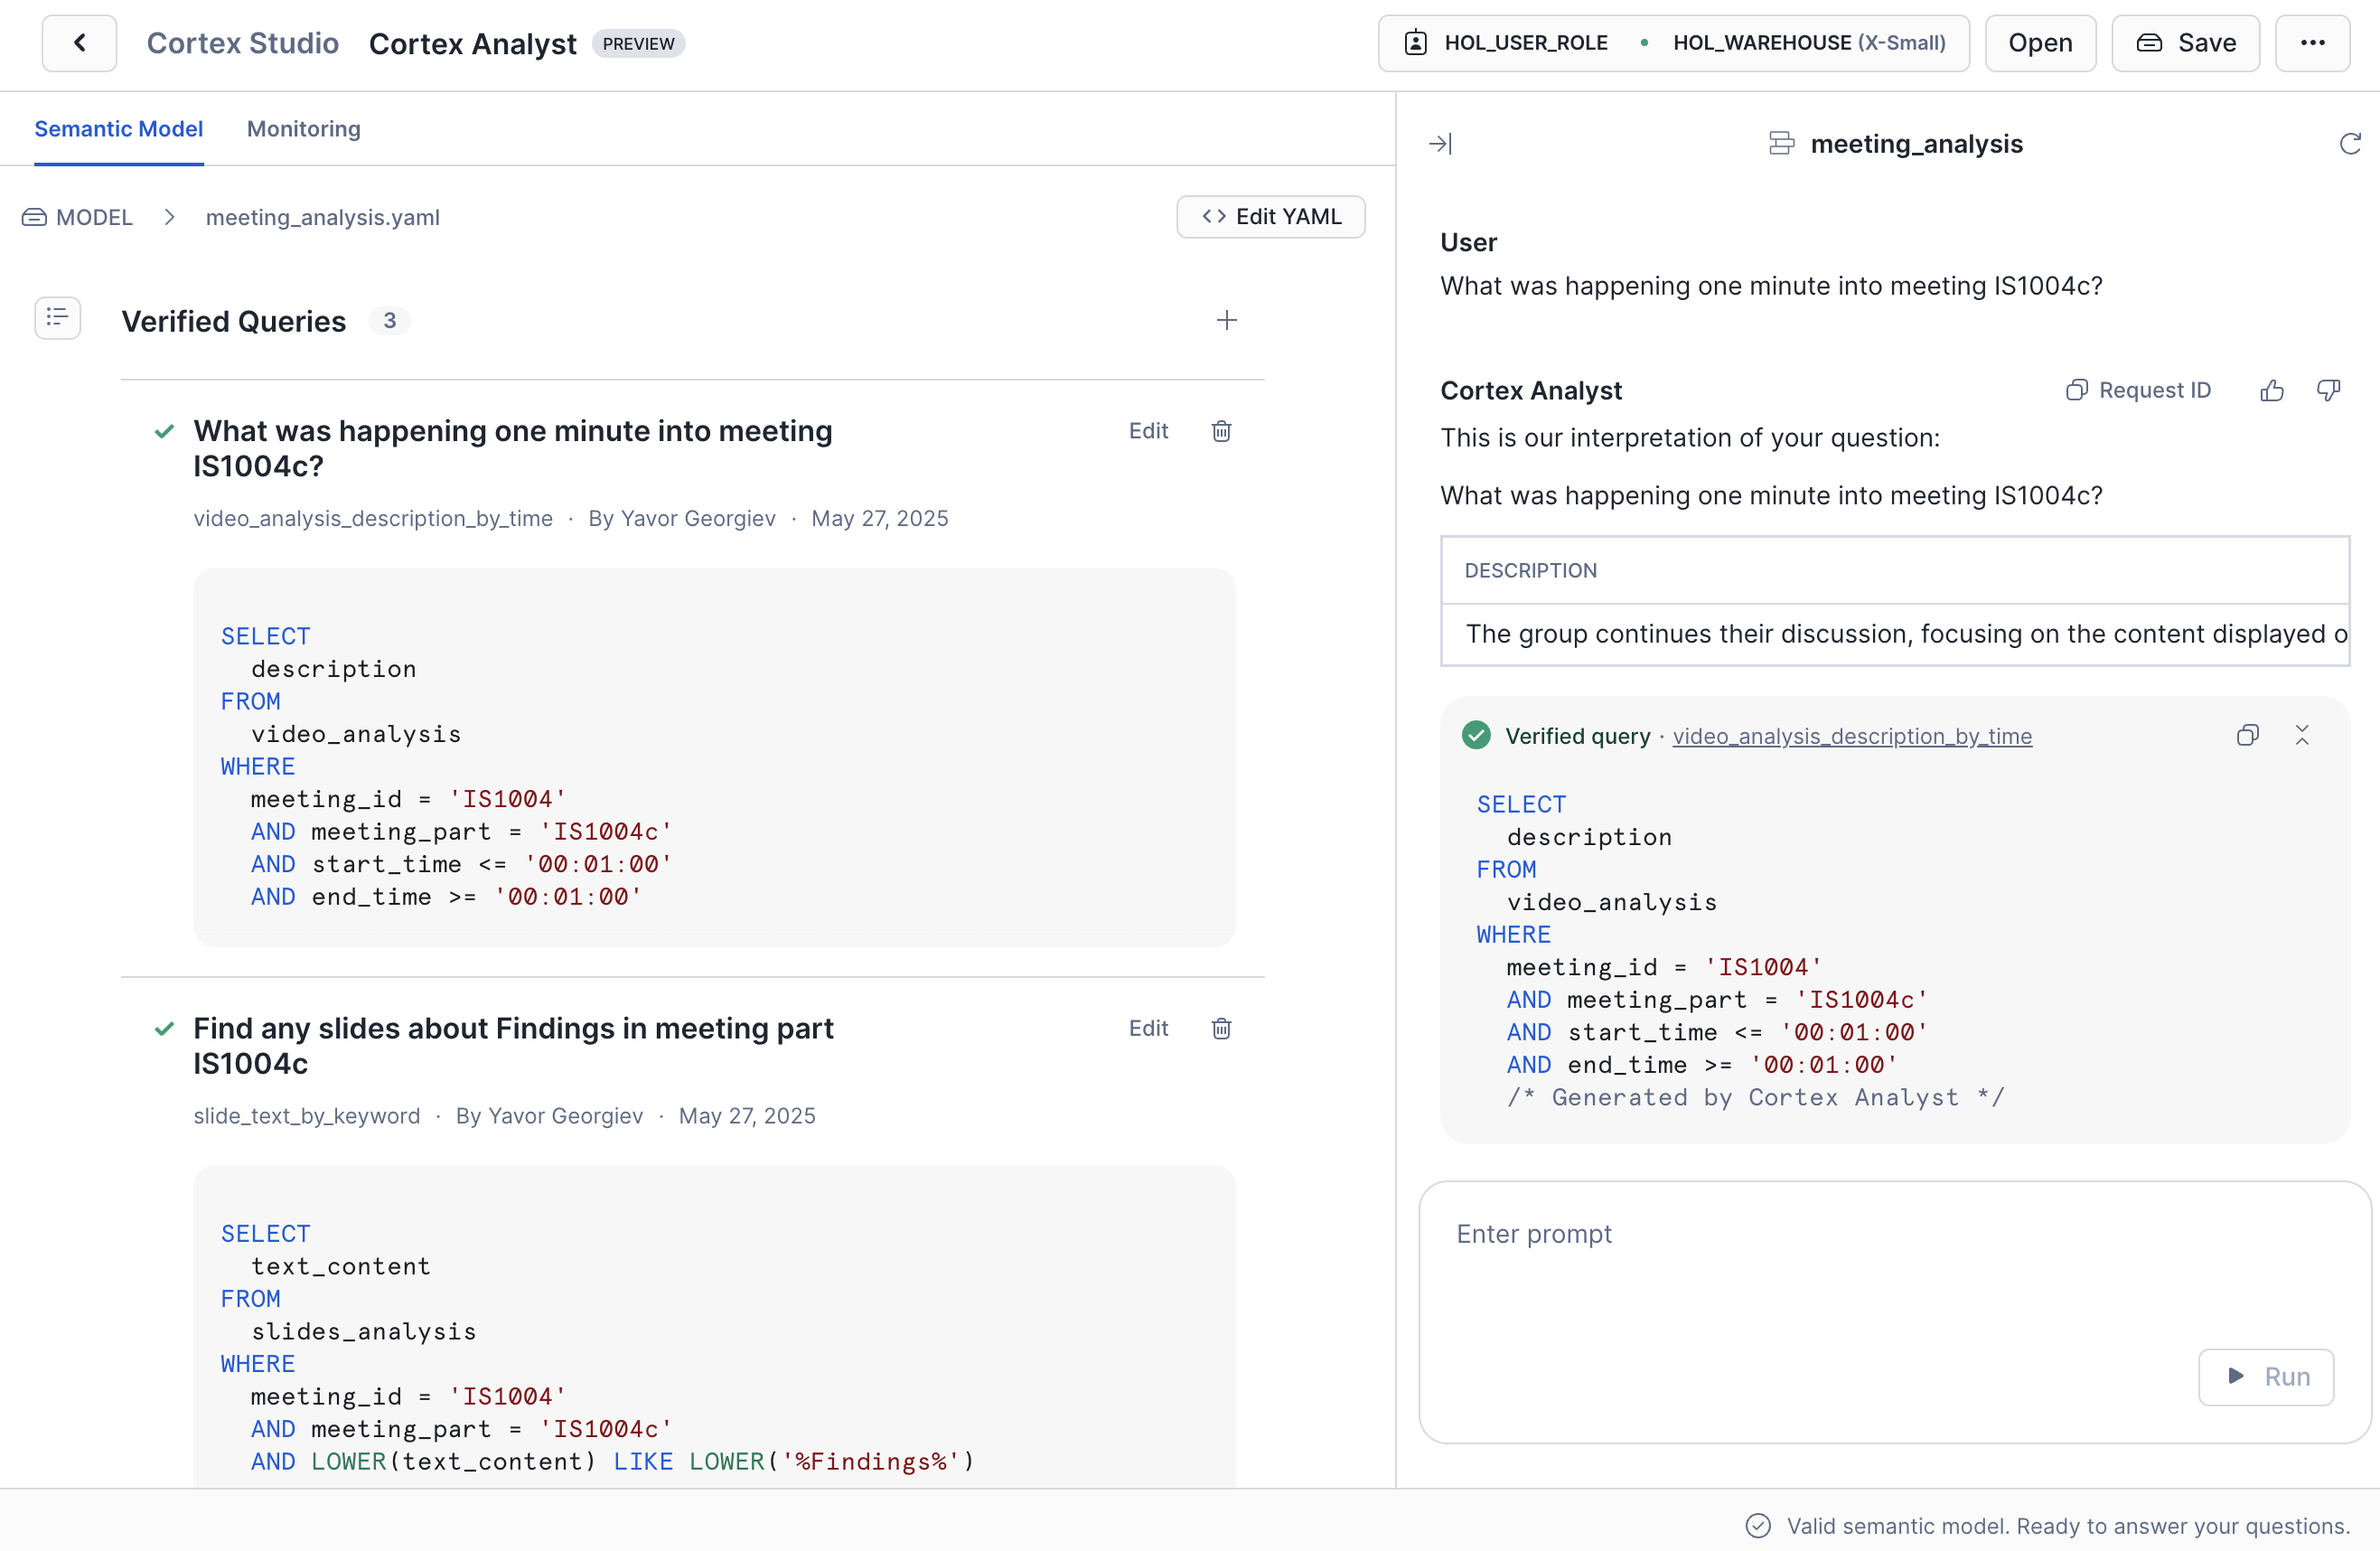 Cortex Studio Cortex Analyst PREVIEW HOL_USER_ROLE • HOL_WAREHOUSE (X-Small) Open Save ···
Semantic Model Monitoring
MODEL > meeting_analysis.yaml <> Edit YAML
Verified Queries 3 +
What was happening one minute into meeting
IS1004c?
Edit
video_analysis_description_by_time · By Yavor Georgiev · May 27, 2025
SELECT
description
FROM
video_analysis
WHERE
meeting_id = 'IS1004'
AND meeting_part = 'IS1004c'
AND start_time <= '00:01:00'
AND end_time >= '00:01:00'
Find any slides about Findings in meeting part
IS1004c
Edit
slide_text_by_keyword · By Yavor Georgiev · May 27, 2025
SELECT
text_content
FROM
slides_analysis
WHERE
meeting_id = 'IS1004'
AND meeting_part = 'IS1004c'
AND LOWER(text_content) LIKE LOWER('%Findings%')
meeting_analysis
User
What was happening one minute into meeting IS1004c?
Cortex Analyst Request ID
This is our interpretation of your question:
What was happening one minute into meeting IS1004c?
DESCRIPTION
The group continues their discussion, focusing on the content displayed o
Verified query · video_analysis_description_by_time
SELECT
description
FROM
video_analysis
WHERE
meeting_id = 'IS1004'
AND meeting_part = 'IS1004c'
AND start_time <= '00:01:00'
AND end_time >= '00:01:00'
/* Generated by Cortex Analyst */
Enter prompt
Run
Valid semantic model. Ready to answer your questions.